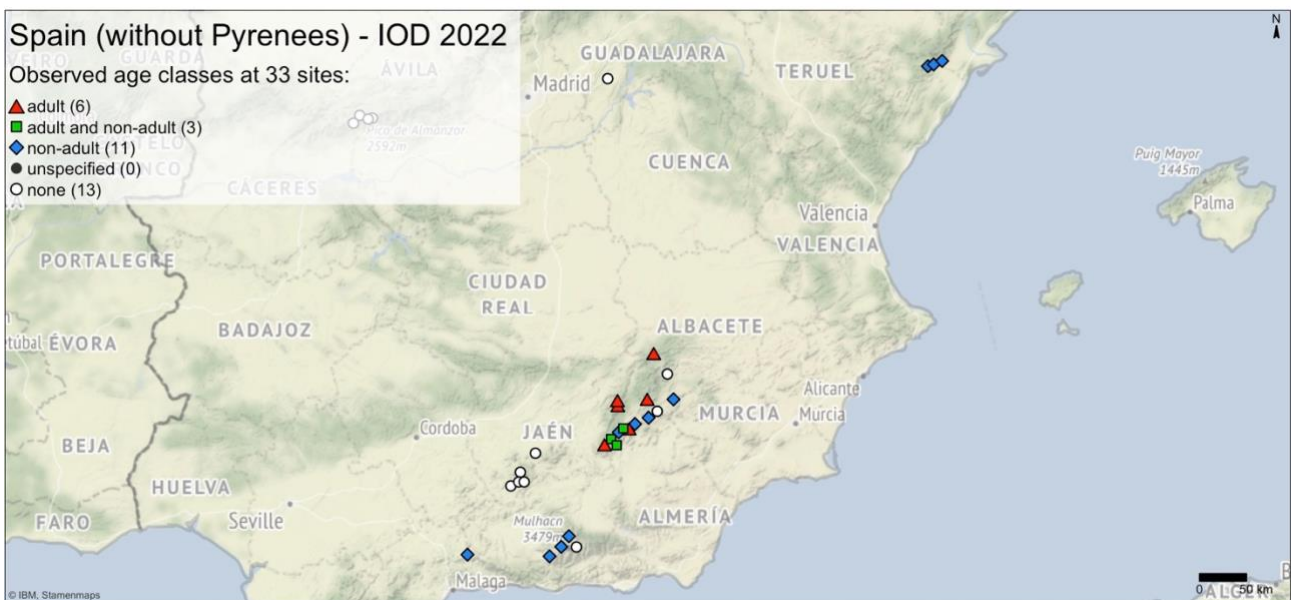 Spain (without Pyrenees) - IOD 2022
Observed age classes at 33 sites:
adult (6)
adult and non-adult (3)
non-adult (11)
unspecified (0)
none (13)
N
GUARDA
ÁVILA
Pico de Almanzor
2592m
CÁCERES
Madrid
GUADALAJARA
TERUEL
CUENCA
Puig Mayor
1445m
Palma
Valencia
VALENCIA
PORTALEGRE
CIUDAD
REAL
BADAJOZ
ALBACETE
túbal
ÉVORA
Alicante
MURCIA
Murcia
Cordoba
JAÉN
BEJA
HUELVA
Seville
FARO
Mulhacn
3479m
ALMERÍA
Malaga
0 50 km
© IBM, Stamenmaps